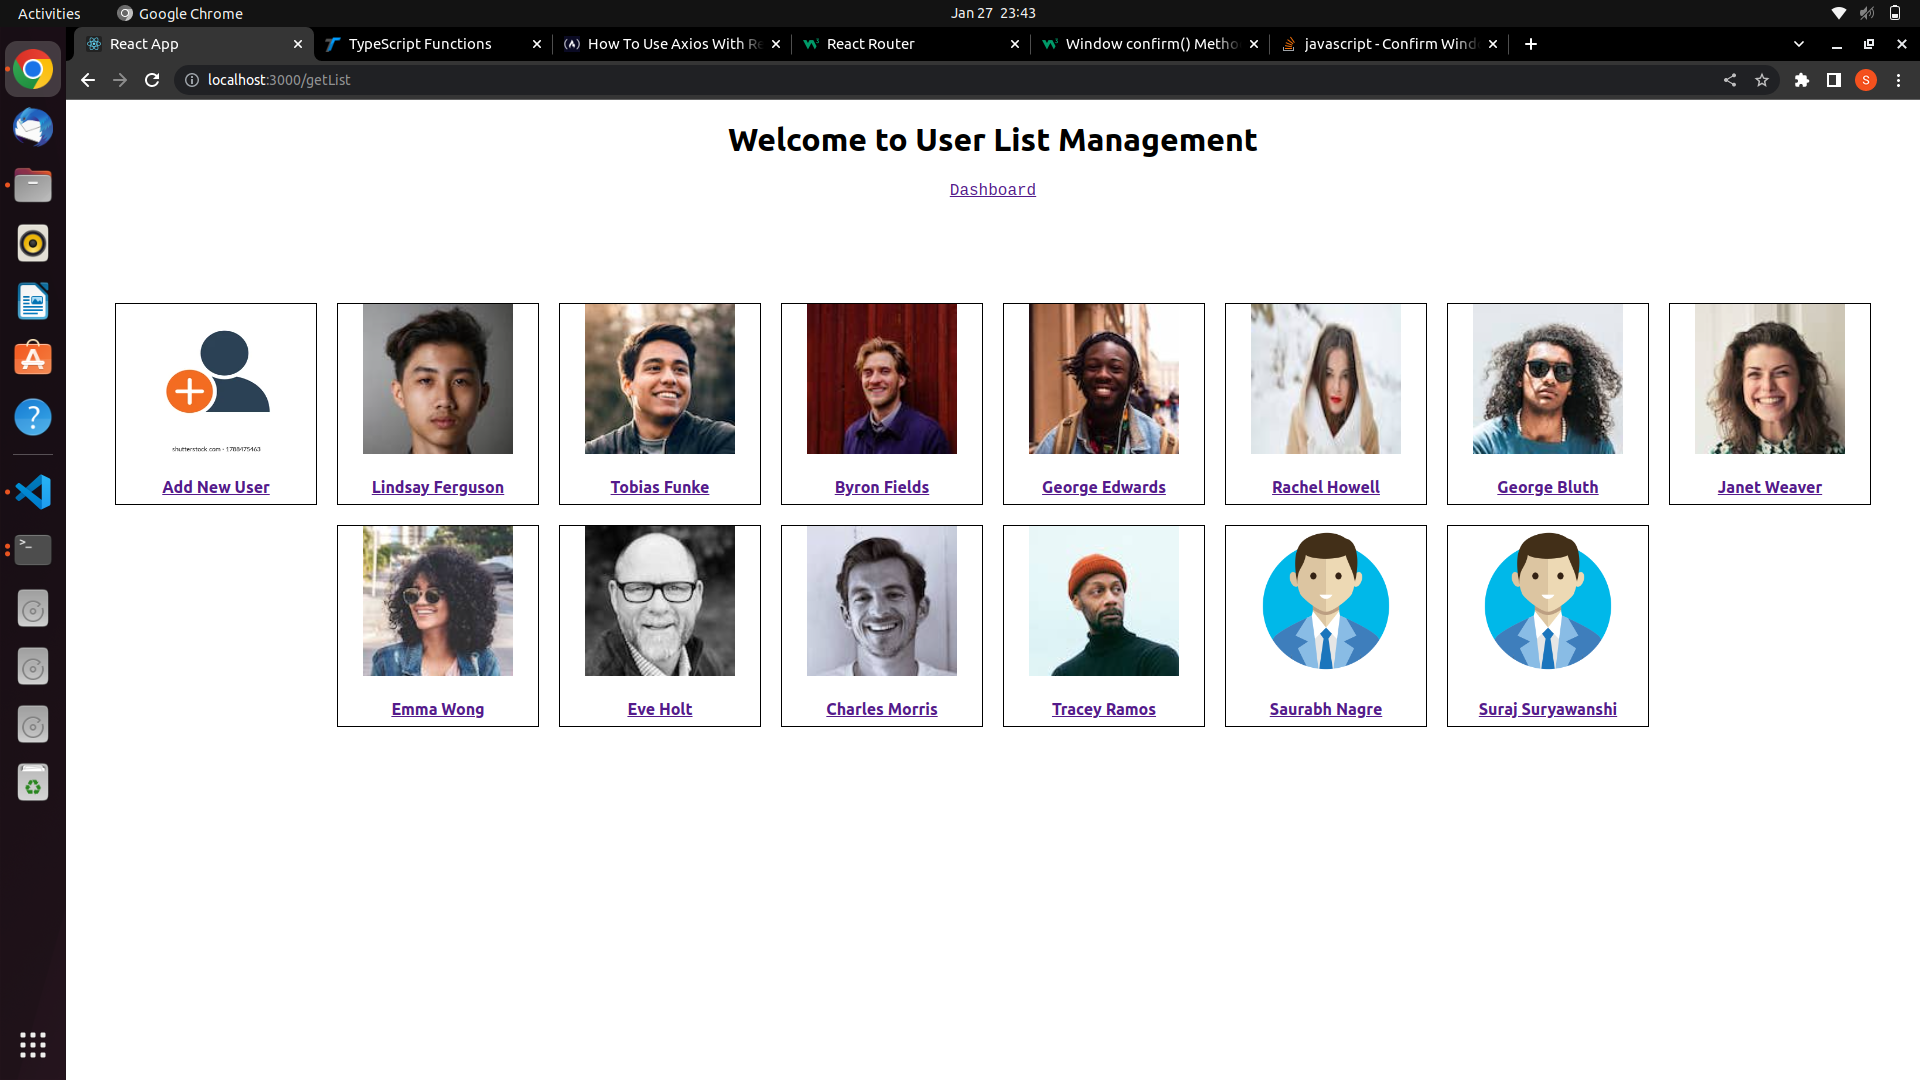 Activities Google Chrome Jan 27 23:43
React App TypeScript Functions How To Use Axios With Re React Router Window confirm() Metho javascript - Confirm Wind
localhost:3000/getList S
Welcome to User List Management
Dashboard
shutterstock.com · 1788475463
Add New User Lindsay Ferguson Tobias Funke Byron Fields George Edwards Rachel Howell George Bluth Janet Weaver
Emma Wong Eve Holt Charles Morris Tracey Ramos Saurabh Nagre Suraj Suryawanshi